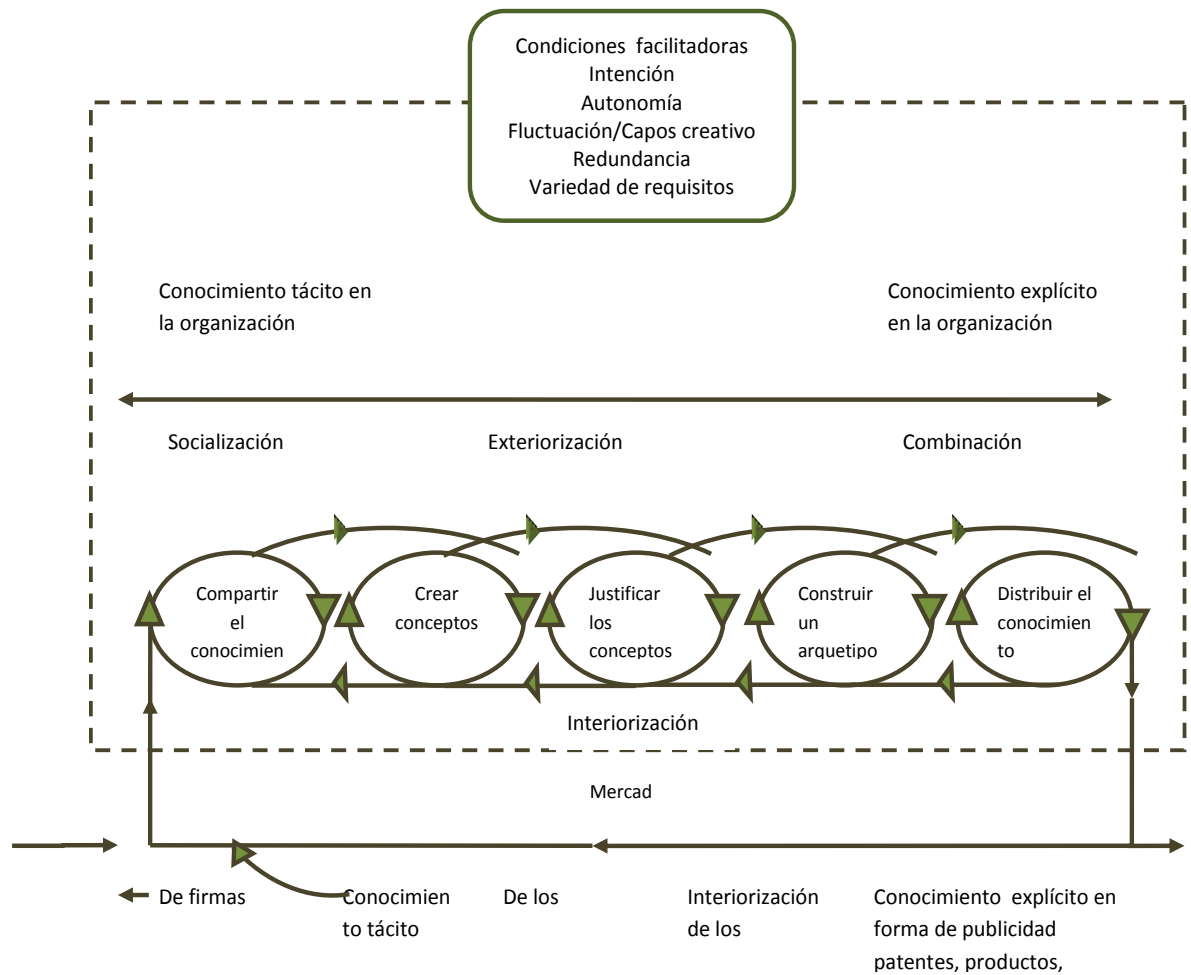 Condiciones facilitadoras
Intención
Autonomía
Fluctuación/Capos creativo
Redundancia
Variedad de requisitos
Conocimiento tácito en
la organización
Conocimiento explícito
en la organización
Socialización
Exteriorización
Combinación
Compartir
el
conocimien
Crear
conceptos
Justificar
los
conceptos
Construir
un
arquetipo
Distribuir el
conocimien
to
Interiorización
Mercad
De firmas
Conocimien
to tácito
De los
Interiorización
de los
Conocimiento explícito en
forma de publicidad
patentes, productos,